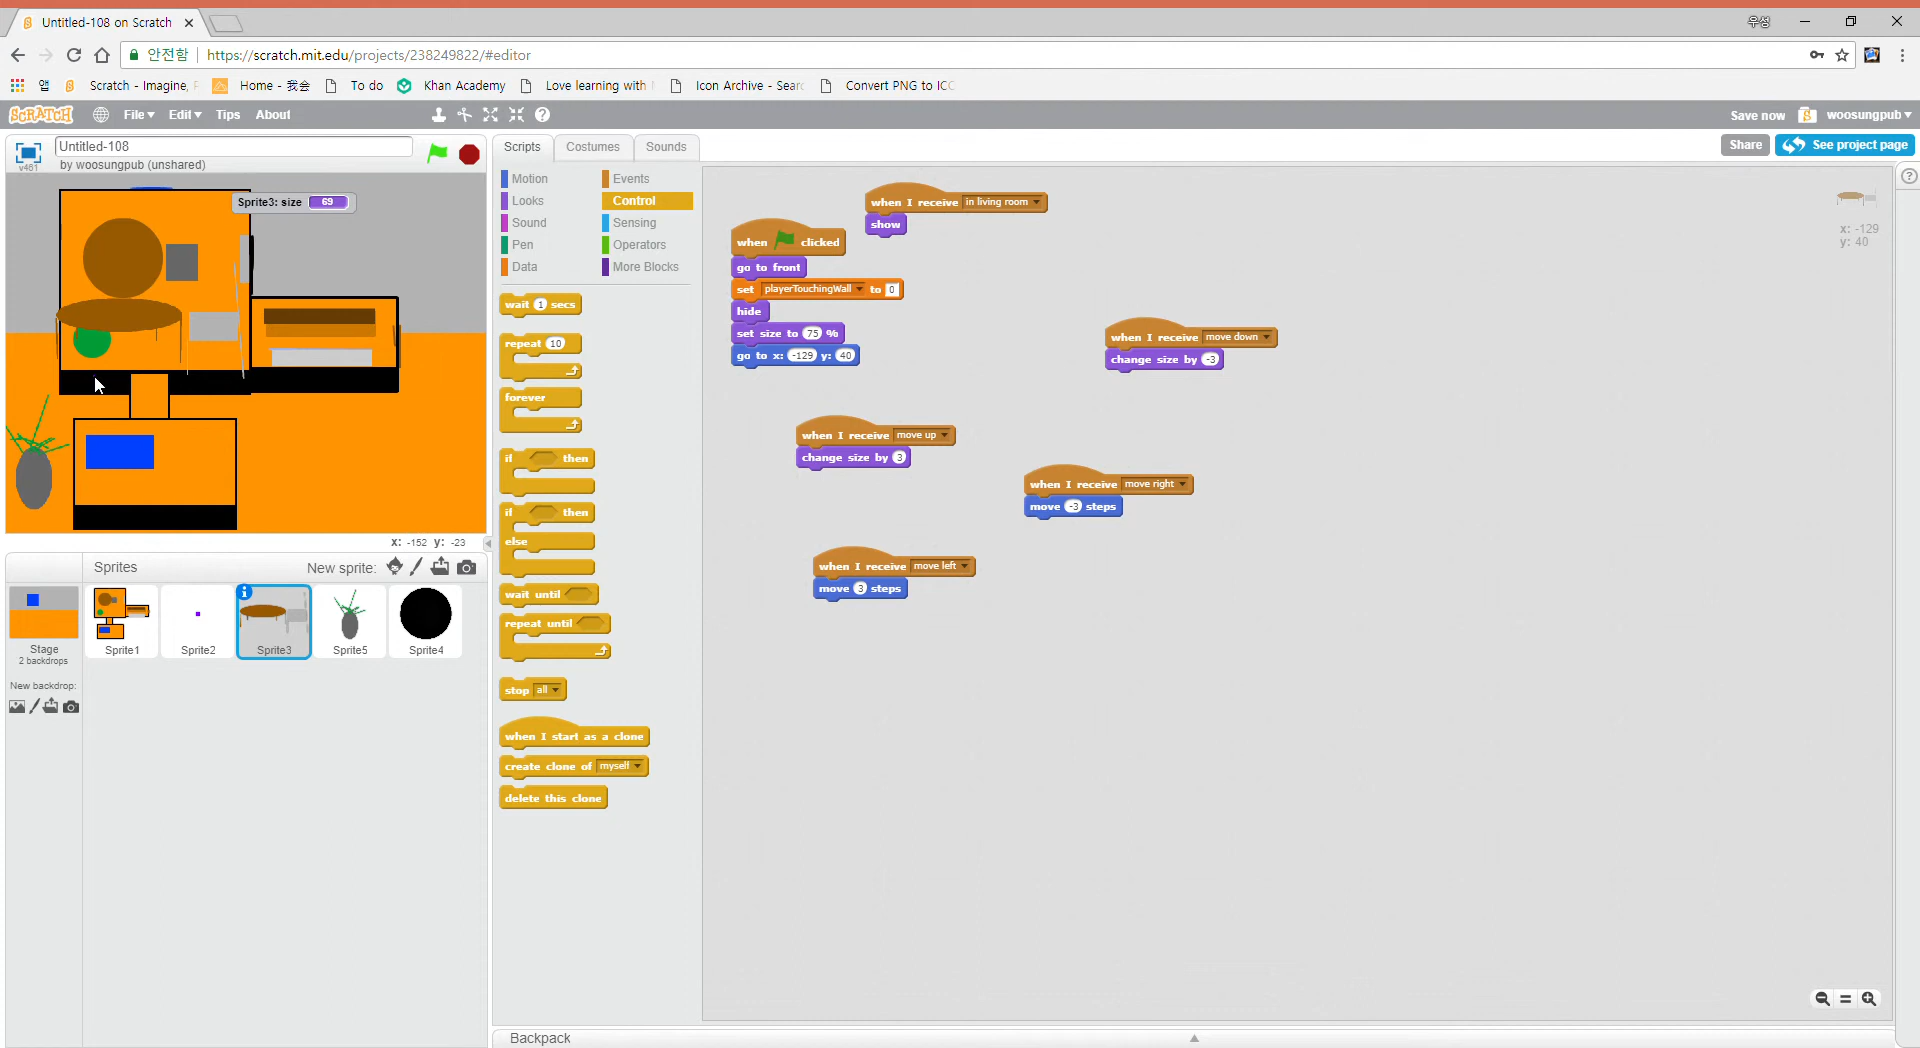 Untitled-108 on Scratch
우성
안전함 https://scratch.mit.edu/projects/238249822/#editor
앱 Scratch - Imagine, Home - 我会 To do Khan Academy Love learning with Icon Archive - Sear Convert PNG to ICC
SCRATCH File Edit Tips About
Save now woosungpub
v461 Untitled-108
by woosungpub (unshared)
Scripts Costumes Sounds
Share See project page
Sprite3: size 69
Motion Events
Looks Control
Sound Sensing
Pen Operators
Data More Blocks
wait 1 secs
repeat 10
forever
if then
if then
else
wait until
repeat until
stop all
when I start as a clone
create clone of myself
delete this clone
when I receive in living room
show
when clicked
go to front
set playerTouchingWall to 0
hide
set size to 75 %
go to x: -129 y: 40
when I receive move down
change size by -3
when I receive move up
change size by 3
when I receive move right
move -3 steps
when I receive move left
move 3 steps
x: -129
y: 40
x: -152 y: -23
Sprites New sprite:
Stage
2 backdrops
New backdrop:
Sprite1 Sprite2 Sprite3 Sprite5 Sprite4
Backpack